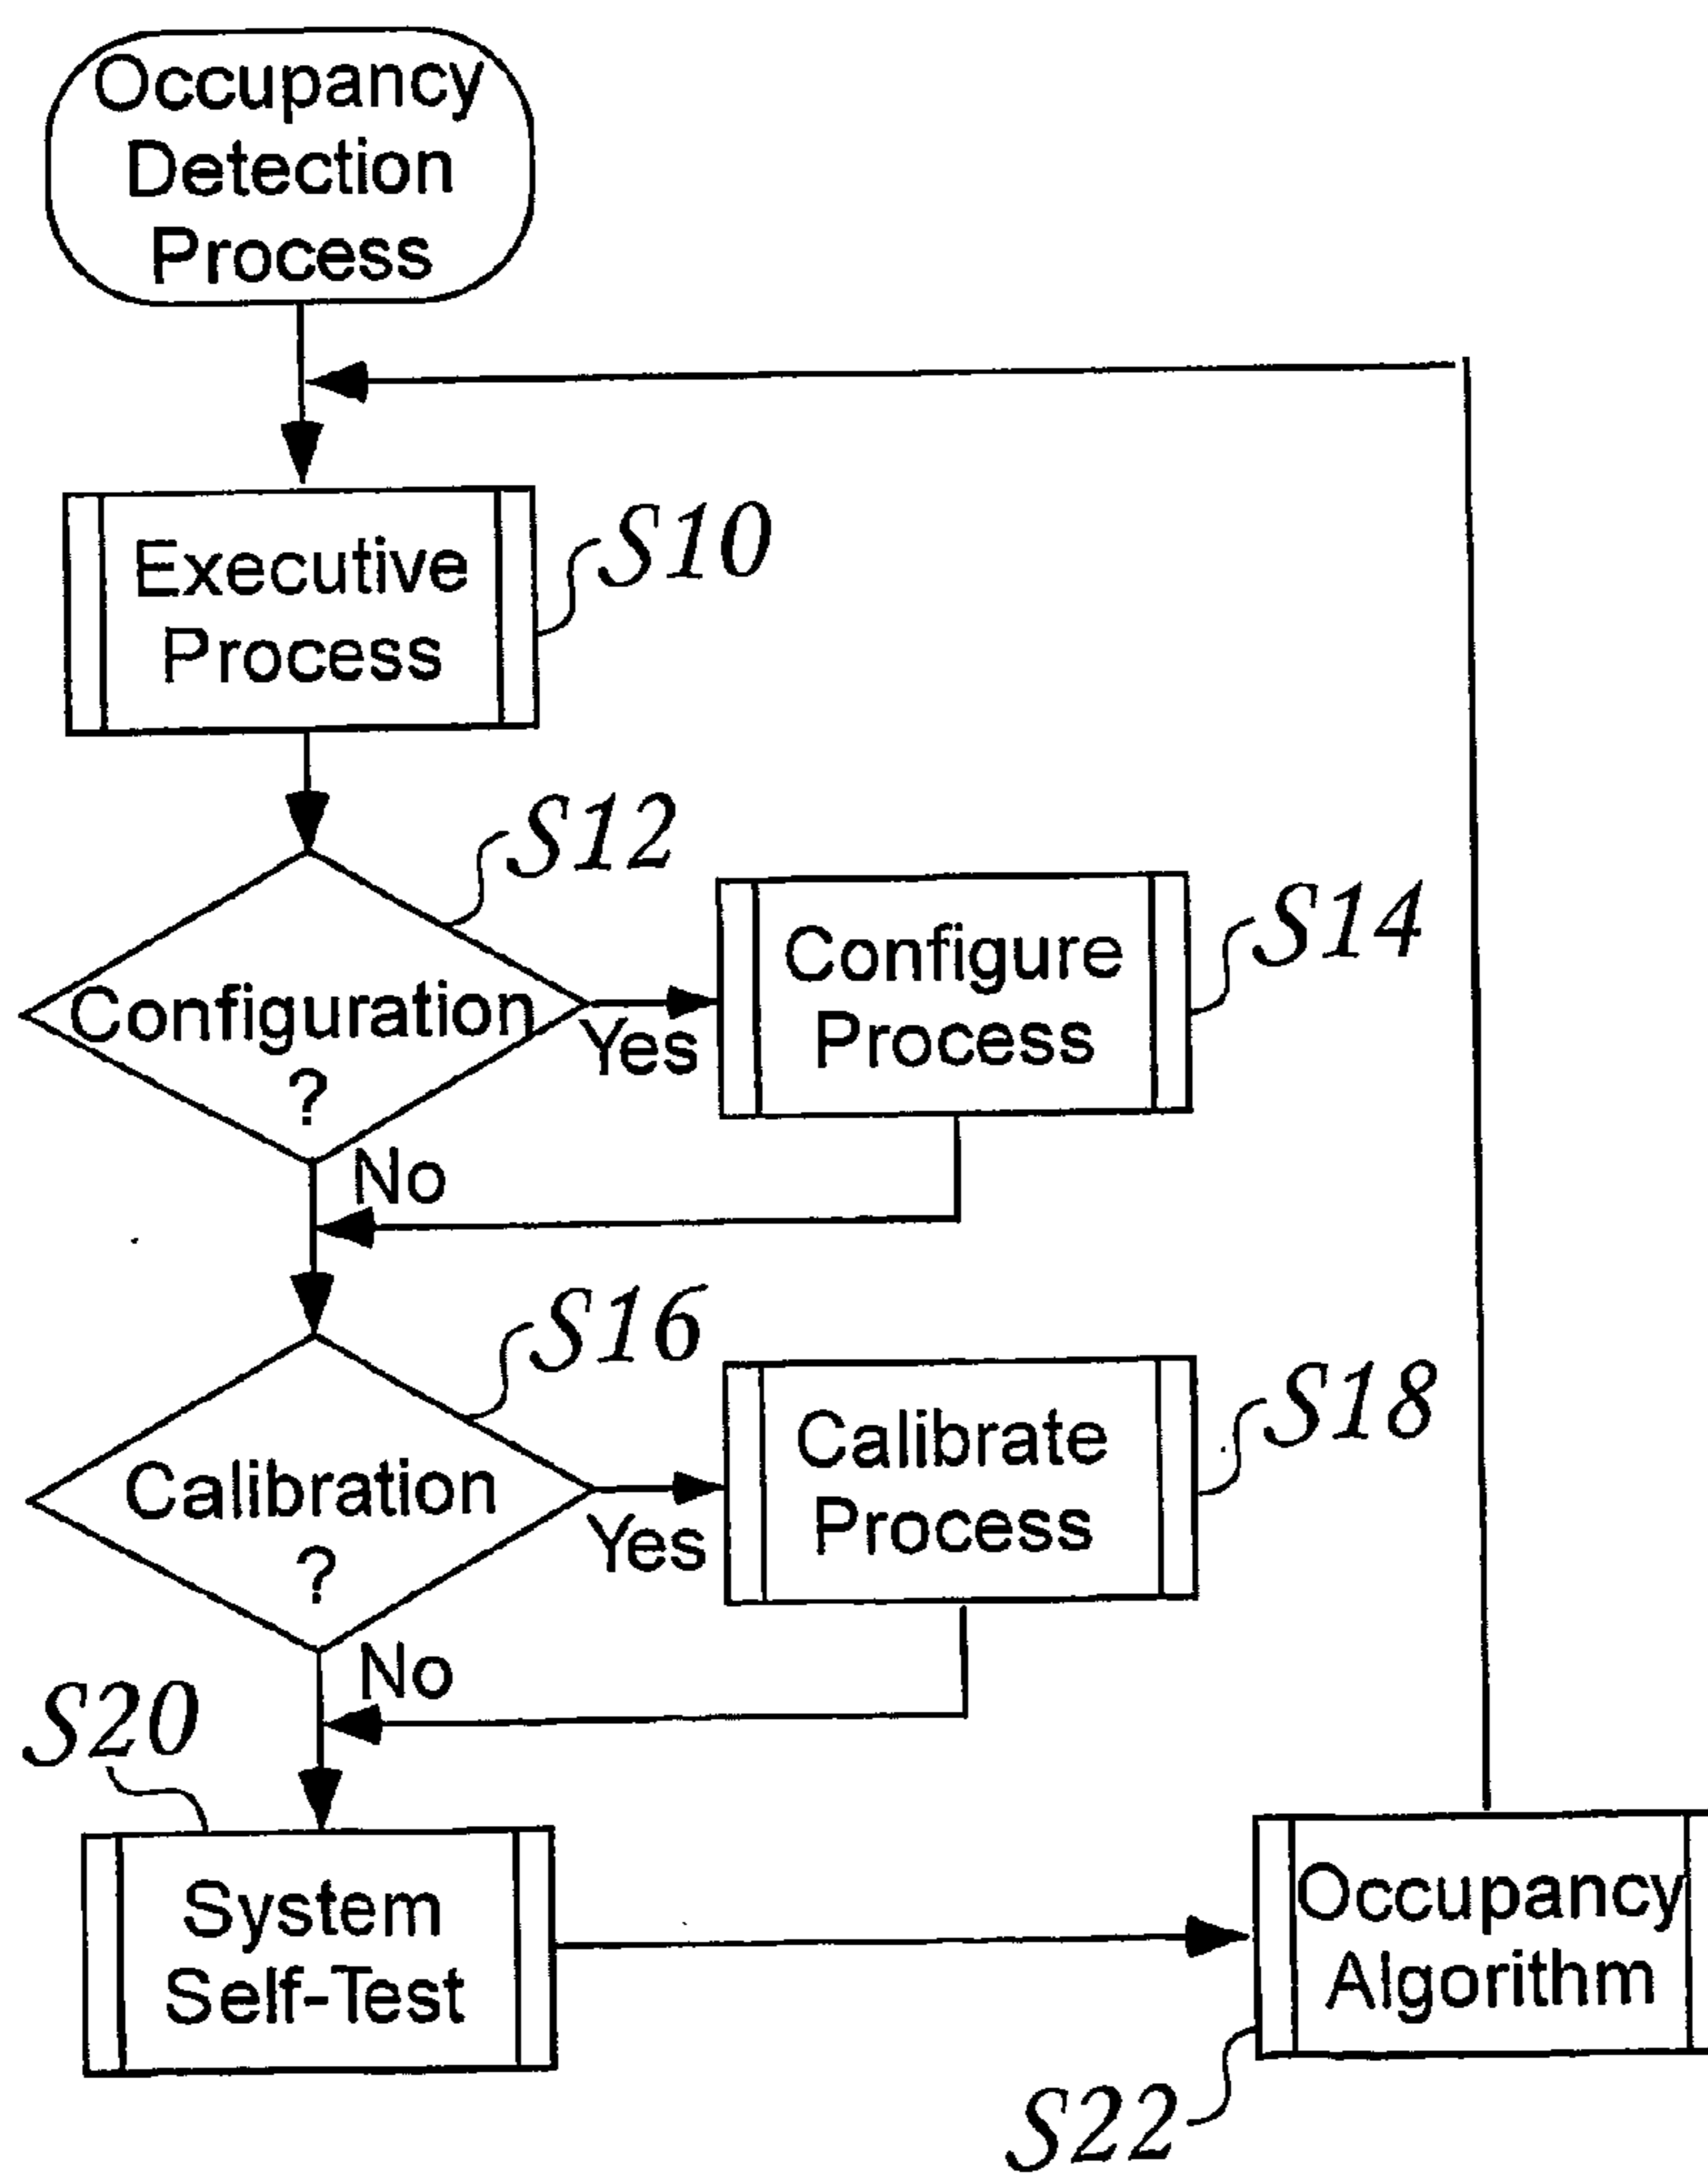 Occupancy
Detection
Process
Executive
Process
S10
S12
Configuration
?
Yes
No
Configure
Process
S14
S16
Calibration
?
Yes
No
Calibrate
Process
S18
S20
System
Self-Test
Occupancy
Algorithm
S22